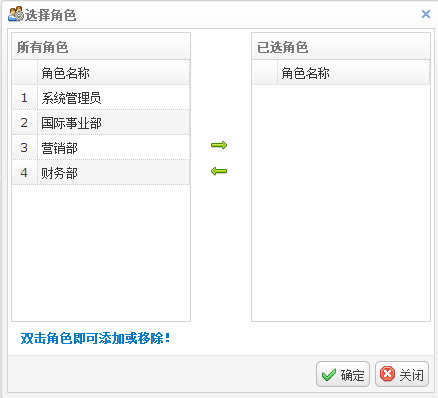 选择角色
所有角色
角色名称
1 系统管理员
2 国际事业部
3 营销部
4 财务部
已选角色
角色名称
双击角色即可添加或移除！
确定 关闭